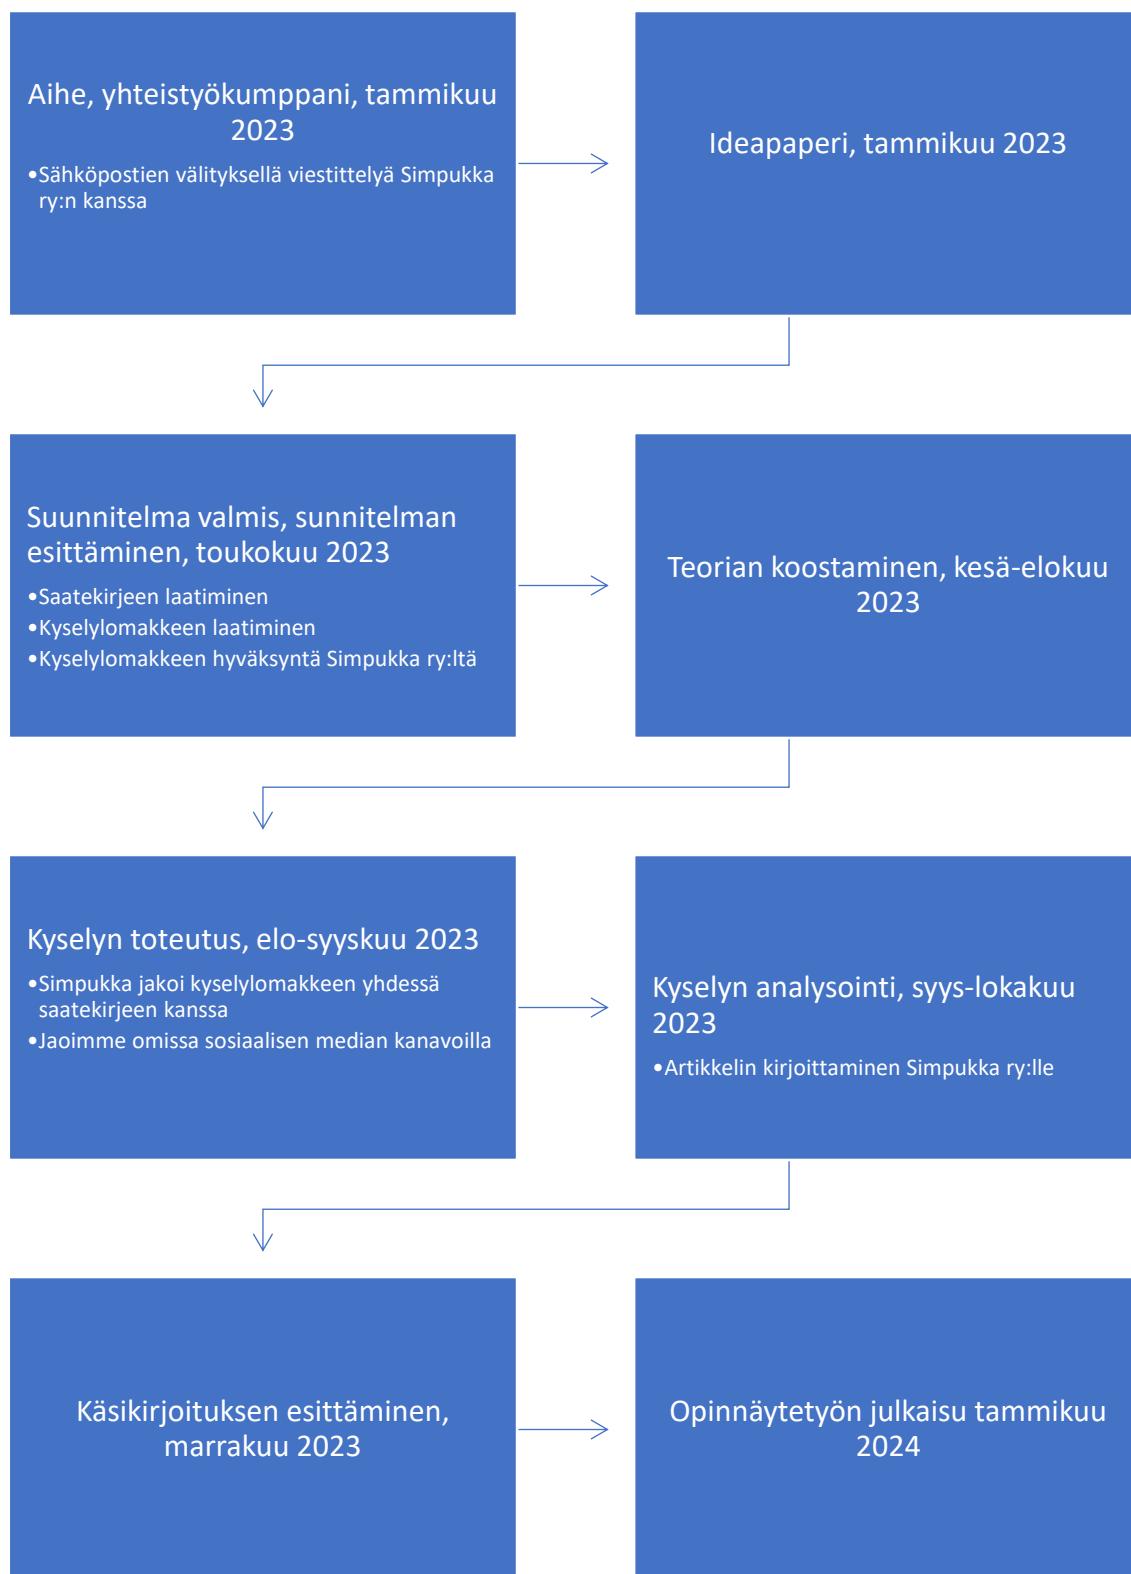 Aihe, yhteistyökumppani, tammikuu
2023
•Sähköpostien välityksellä viestittelyä Simpukka
ry:n kanssa
Ideapaperi, tammikuu 2023
Suunnitelma valmis, sunnitelman
esittäminen, toukokuu 2023
•Saatekirjeen laatiminen
•Kyselylomakkeen laatiminen
•Kyselylomakkeen hyväksyntä Simpukka ry:ltä
Teorian koostaminen, kesä-elokuu
2023
Kyselyn toteutus, elo-syyskuu 2023
•Simpukka jakoi kyselylomakkeen yhdessä
saatekirjeen kanssa
•Jaoimme omissa sosiaalisen median kanavoilla
Kyselyn analysointi, syys-lokakuu
2023
•Artikkelin kirjoittaminen Simpukka ry:lle
Käsikirjoituksen esittäminen,
marrakuu 2023
Opinnäytetyön julkaisu tammikuu
2024